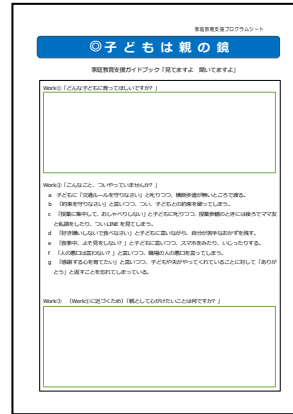 家庭教育支援プログラムシート
◎子どもは親の鏡
家庭教育支援ガイドブック「見てますよ 聞いてますよ」
Work①「どんな子どもに育ってほしいですか？」
Work②「こんなこと、ついやっていませんか？」
a 子どもに「交通ルールを守りなさい」と叱りつつ、横断歩道が無いところで渡る。
b 「約束を守りなさい」と言いつつ、つい、子どもとの約束を破ってしまう。
c 「授業に集中して、おしゃべりしない」と子どもに叱りつつ、授業参観のときには後ろでママ友
と私語をしたり、ついLINEを見てしまう。
d 「好き嫌いしないで食べなさい」と子どもに言いながら、自分が苦手なおかずを残す。
e 「食事中、よそ見をしない？」と子どもに言いつつ、スマホをみたり、いじったりする。
f 「人の悪口は言わない？」と言いつつ、職場の人の悪口を言ってしまう。
g 「感謝する心を育てたい」と言いつつ、子どもや夫がやってくれていることに対して「ありが
とう」と返すことを忘れてしまっている。
Work③ （Work①に近づくため）「親として心がけたいことは何ですか？」